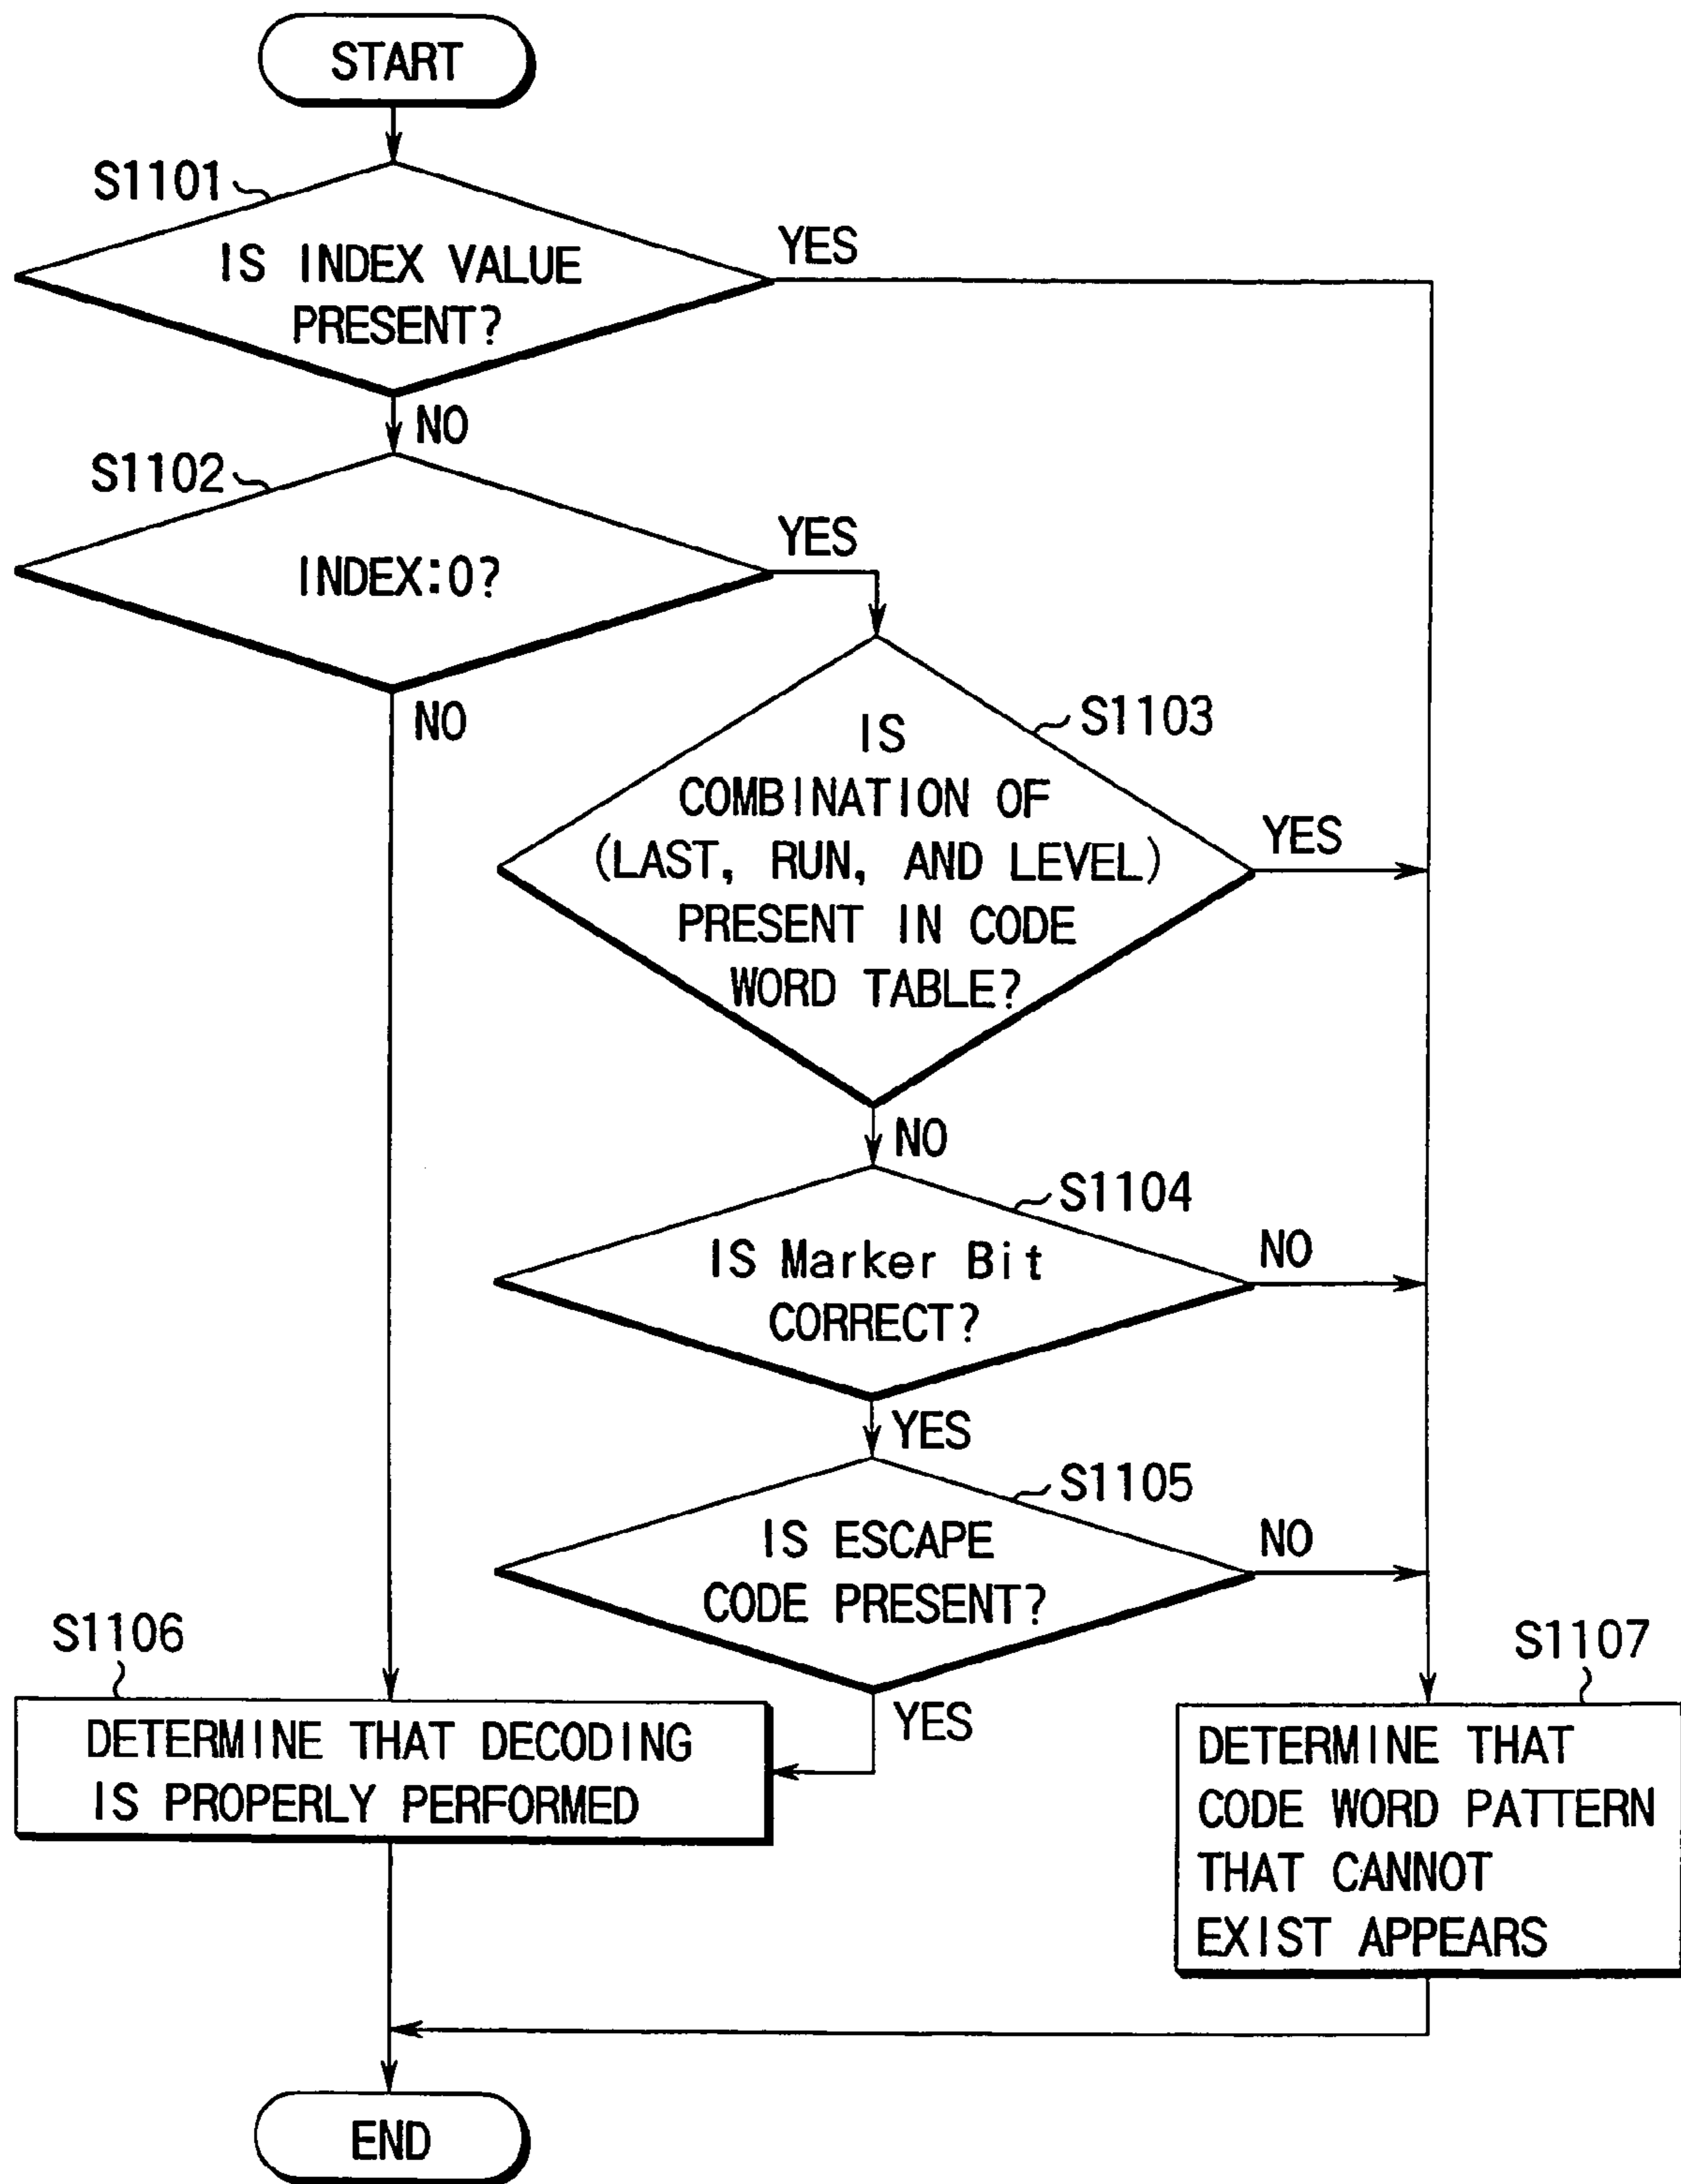 START
S1101
IS INDEX VALUE
PRESENT?
YES
NO
S1102
INDEX:0?
YES
NO
S1103
IS
COMBINATION OF
(LAST, RUN, AND LEVEL)
PRESENT IN CODE
WORD TABLE?
YES
NO
S1104
IS Marker Bit
CORRECT?
NO
YES
S1105
IS ESCAPE
CODE PRESENT?
NO
YES
S1106
DETERMINE THAT DECODING
IS PROPERLY PERFORMED
S1107
DETERMINE THAT
CODE WORD PATTERN
THAT CANNOT
EXIST APPEARS
END